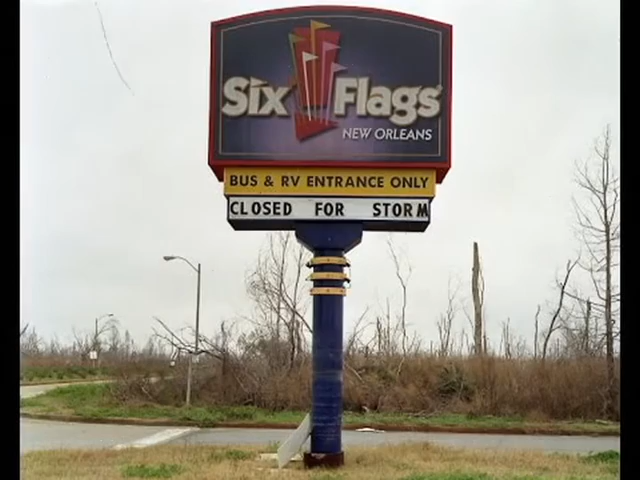 Six Flags
NEW ORLEANS
BUS & RV ENTRANCE ONLY
CLOSED FOR STORM